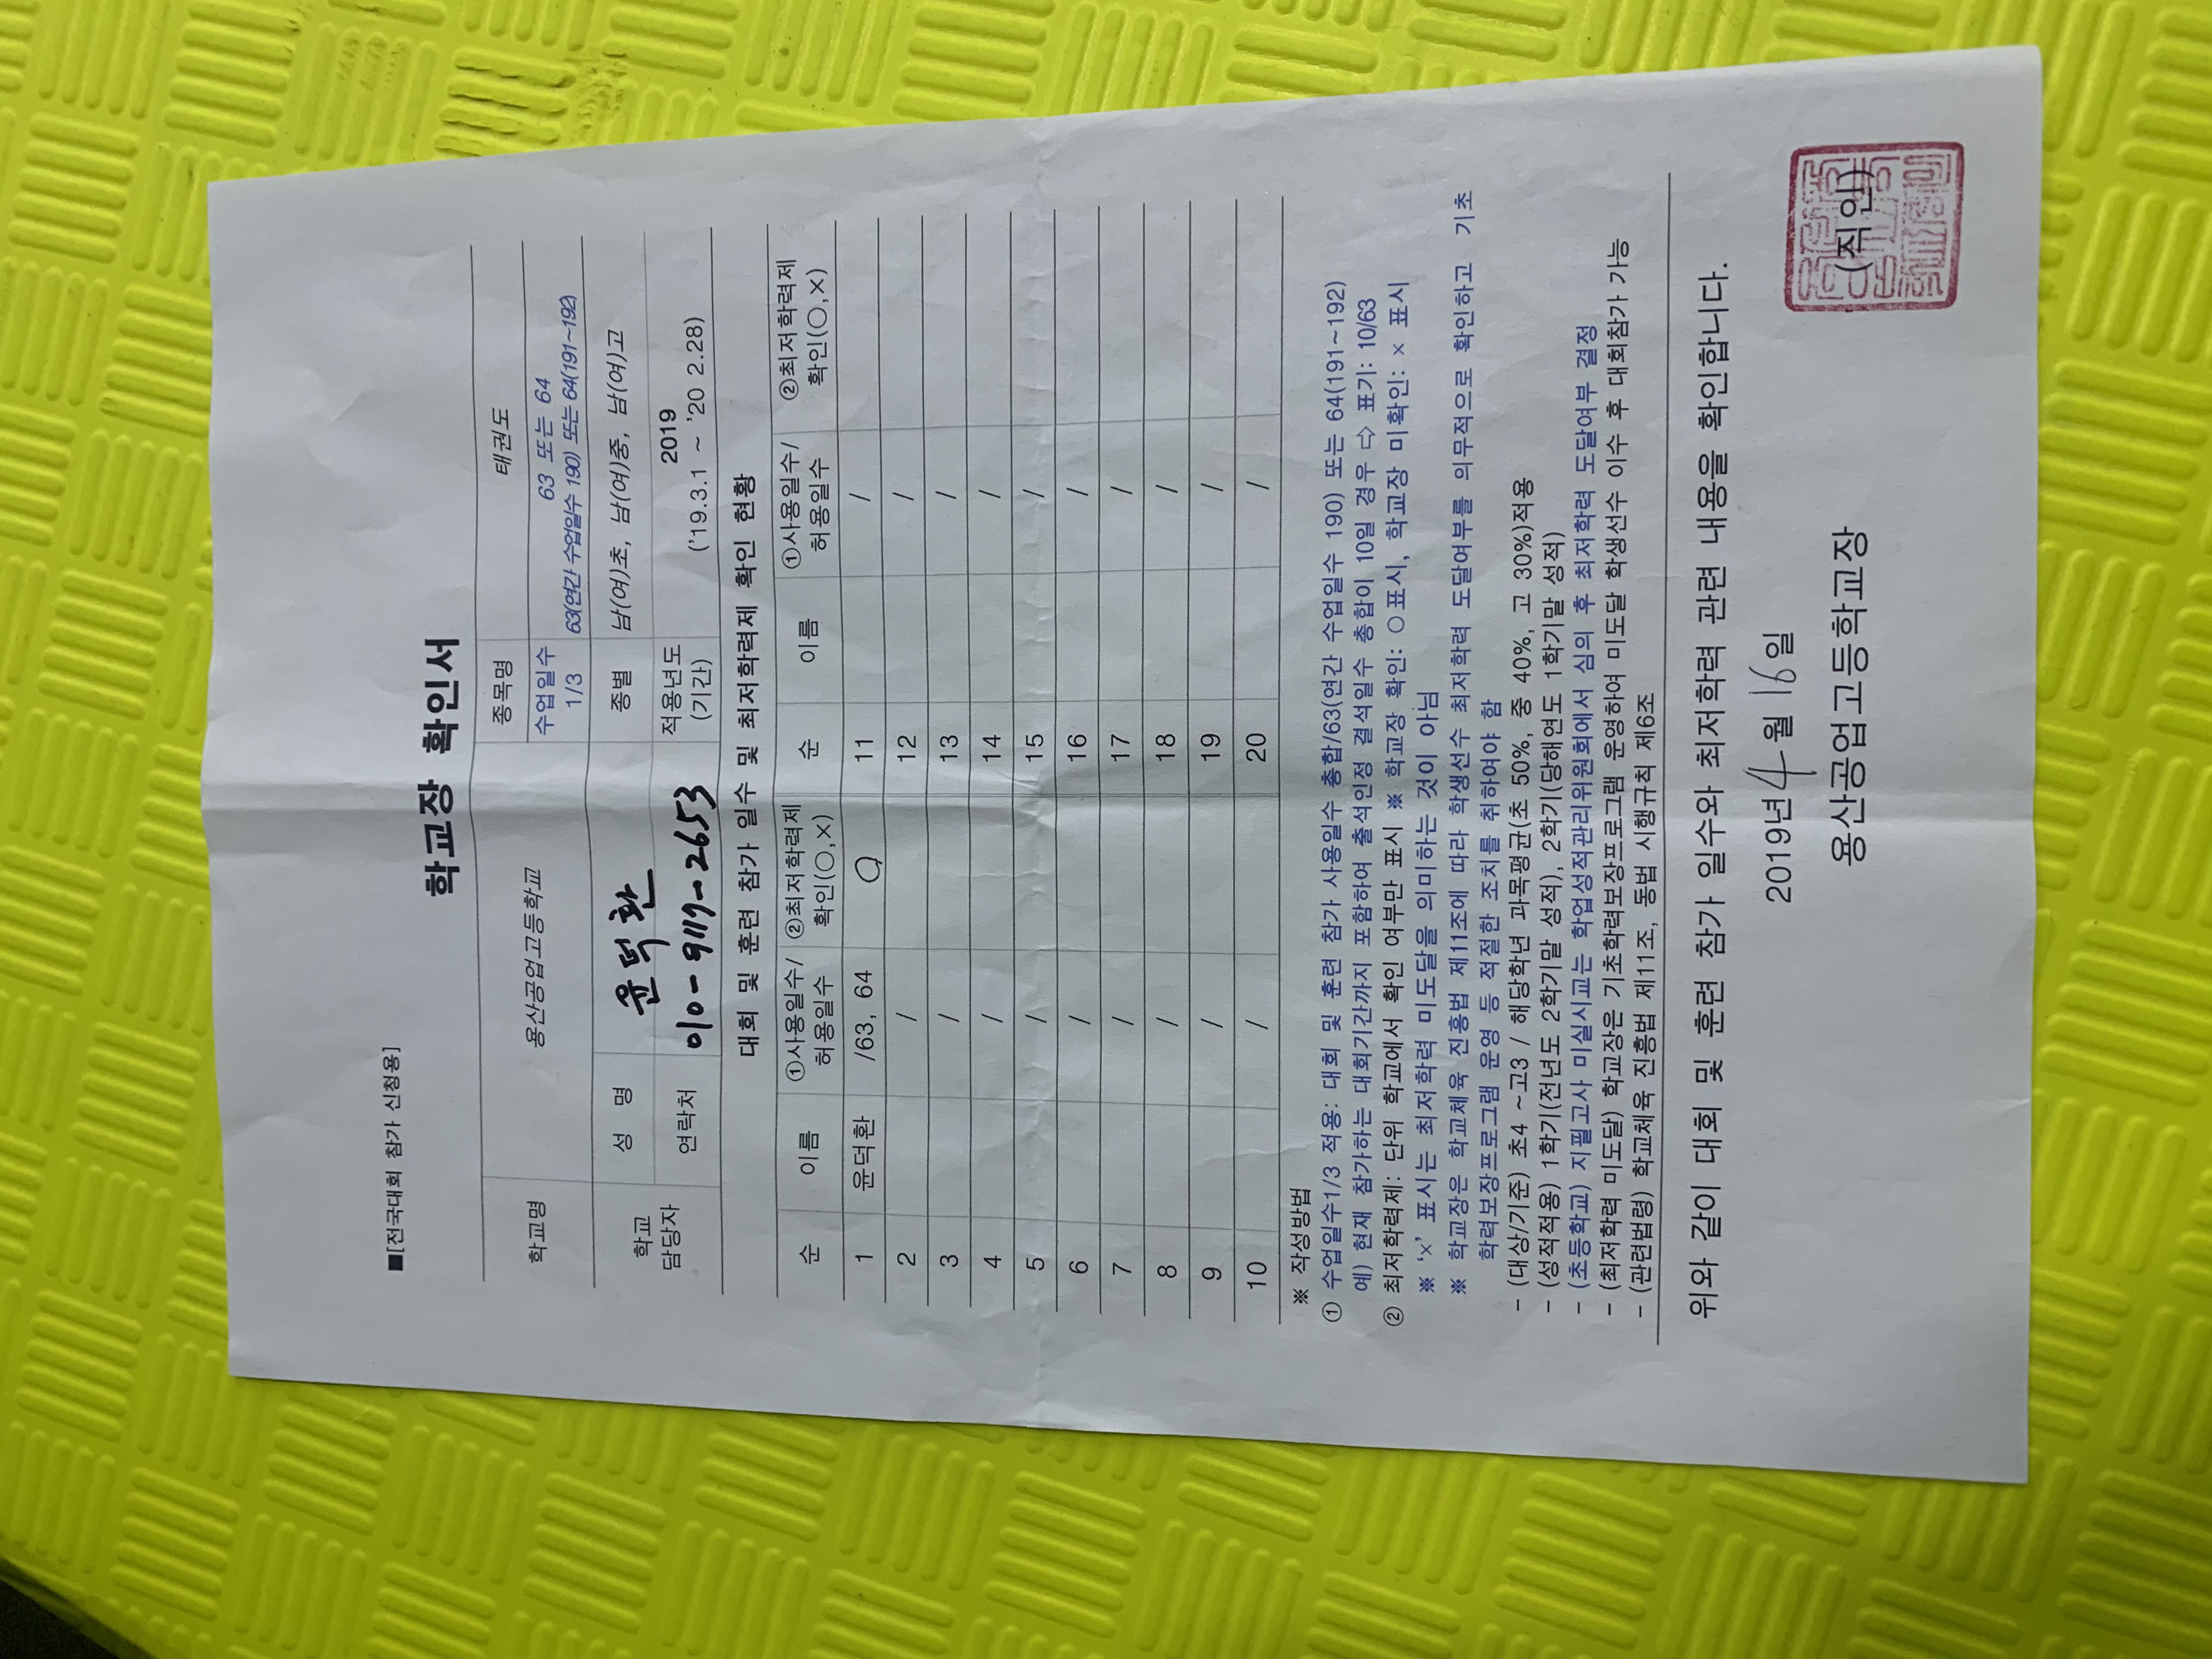 ■[전국대회 참가 신청용]
학교장 확인서
학교명 용산공업고등학교 종목명 태권도
수업일수 1/3 63 또는 64
63(연간 수업일수 190) 또는 64(191~192)
학교 담당자 성 명 윤덕환 종별 남(여)초, 남(여)중, 남(여)고
연락처 010-9117-2653 적용년도 (기간) 2019
('19.3.1 ~ '20 2.28)
대회 및 훈련 참가 일수 및 최저학력제 확인 현황
순 이름 ①사용일수/허용일수 ②최저학력제 확인(○,×) 순 이름 ①사용일수/허용일수 ②최저학력제 확인(○,×)
1 윤덕환 /63, 64 ○ 11 /
2 / 12 /
3 / 13 /
4 / 14 /
5 / 15 /
6 / 16 /
7 / 17 /
8 / 18 /
9 / 19 /
10 / 20 /
※ 작성방법
① 수업일수1/3 적용: 대회 및 훈련 참가 사용일수 총합/63(연간 수업일수 190) 또는 64(191~192)
예) 현재 참가하는 대회기간까지 포함하여 출석인정 결석일수 총합이 10일 경우 ⇨ 표기: 10/63
② 최저학력제: 단위 학교에서 확인 여부만 표시 ※ 학교장 확인: ○ 표시, 학교장 미확인: × 표시
※ '×' 표시는 최저학력 미도달을 의미하는 것이 아님
※ 학교장은 학교체육 진흥법 제11조에 따라 학생선수 최저학력 도달여부를 의무적으로 확인하고 기초
학력보장프로그램 운영 등 적절한 조치를 취하여야 함
- (대상/기준) 초4 ~고3 / 해당학년 과목평균(초 50%, 중 40%, 고 30%)적용
- (성적적용) 1학기(전년도 2학기말 성적), 2학기(당해연도 1학기말 성적)
- (초등학교) 지필고사 미실시교는 학업성적관리위원회에서 심의 후 최저학력 도달여부 결정
- (최저학력 미도달) 학교장은 기초학력보장프로그램 운영하여 미도달 학생선수 이수 후 대회참가 가능
- (관련법령) 학교체육 진흥법 제11조, 동법 시행규칙 제6조
위와 같이 대회 및 훈련 참가 일수와 최저학력 관련 내용을 확인합니다.
2019년 4월 16일
용산공업고등학교장 (직인)